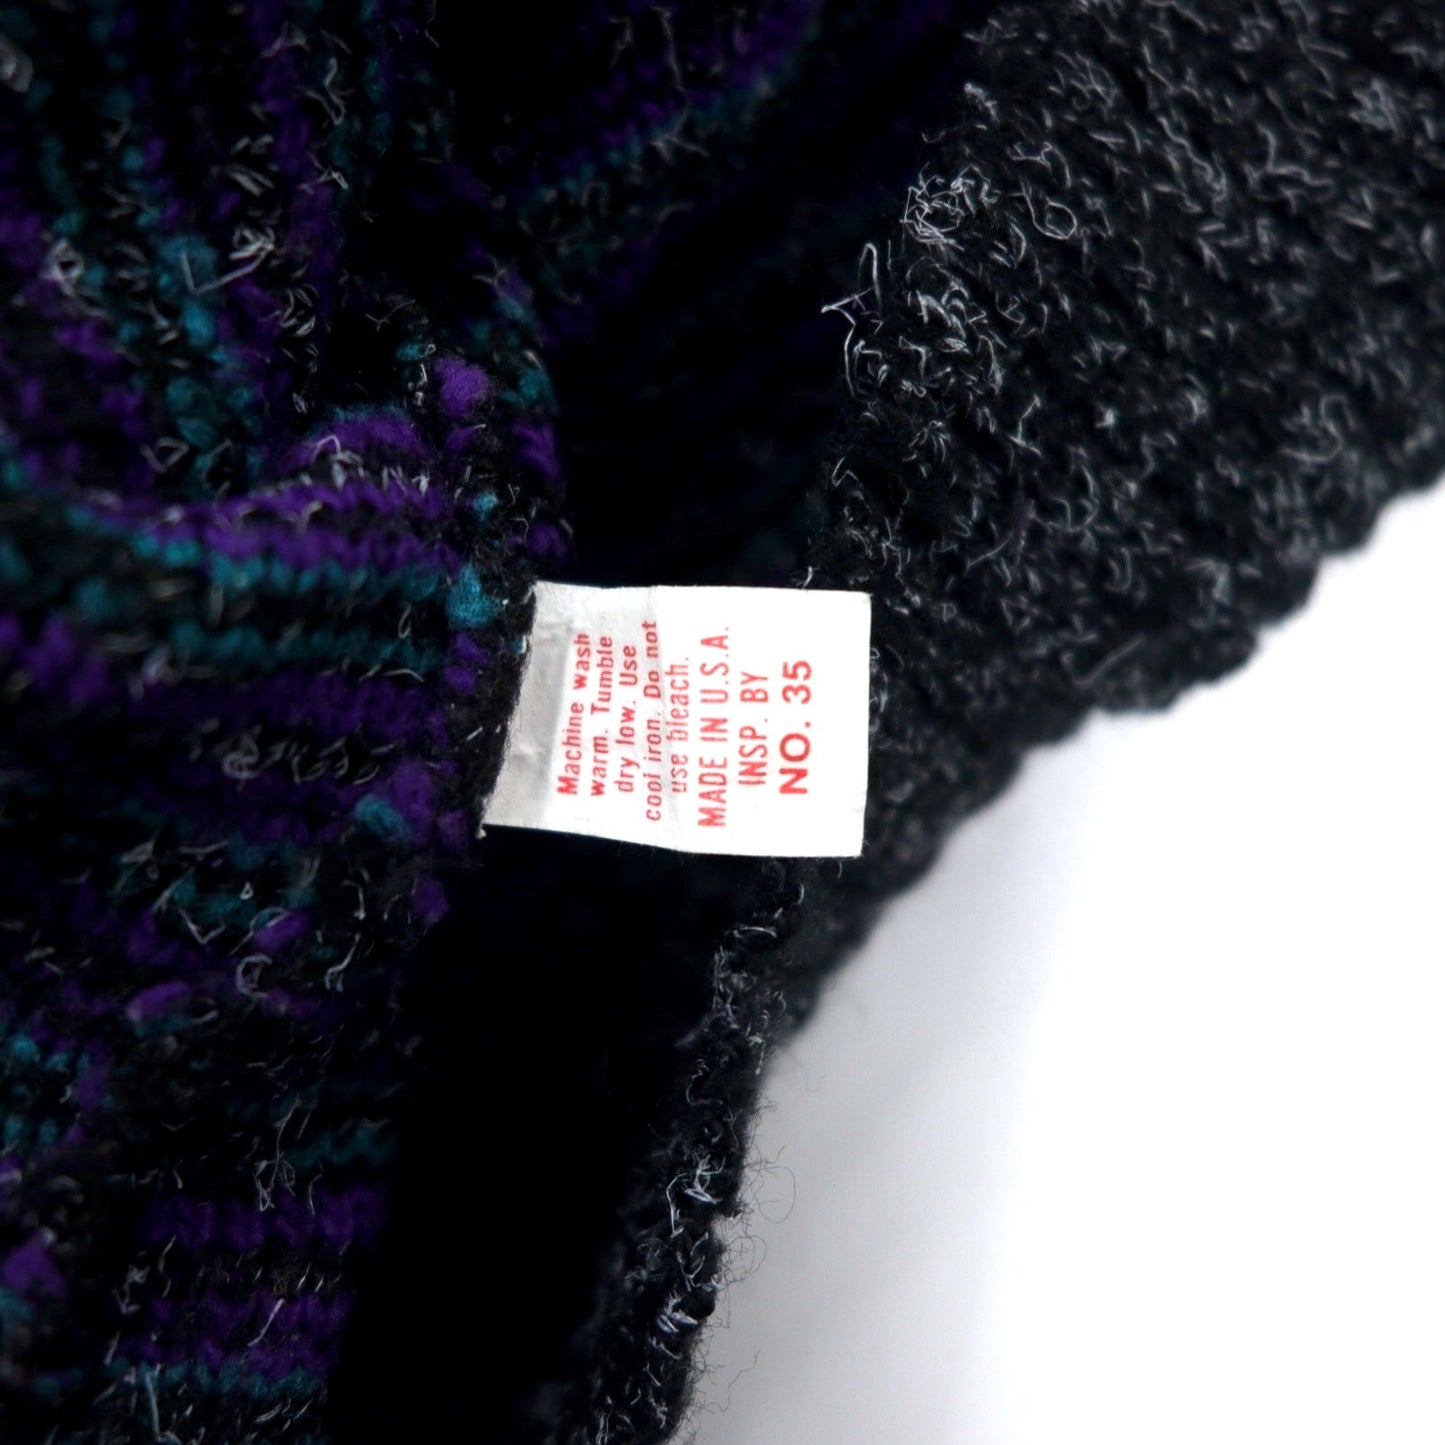 Machine wash
warm. Tumble
dry low. Use
cool iron. Do not
use bleach.
MADE IN U.S.A.
INSP. BY
NO. 35